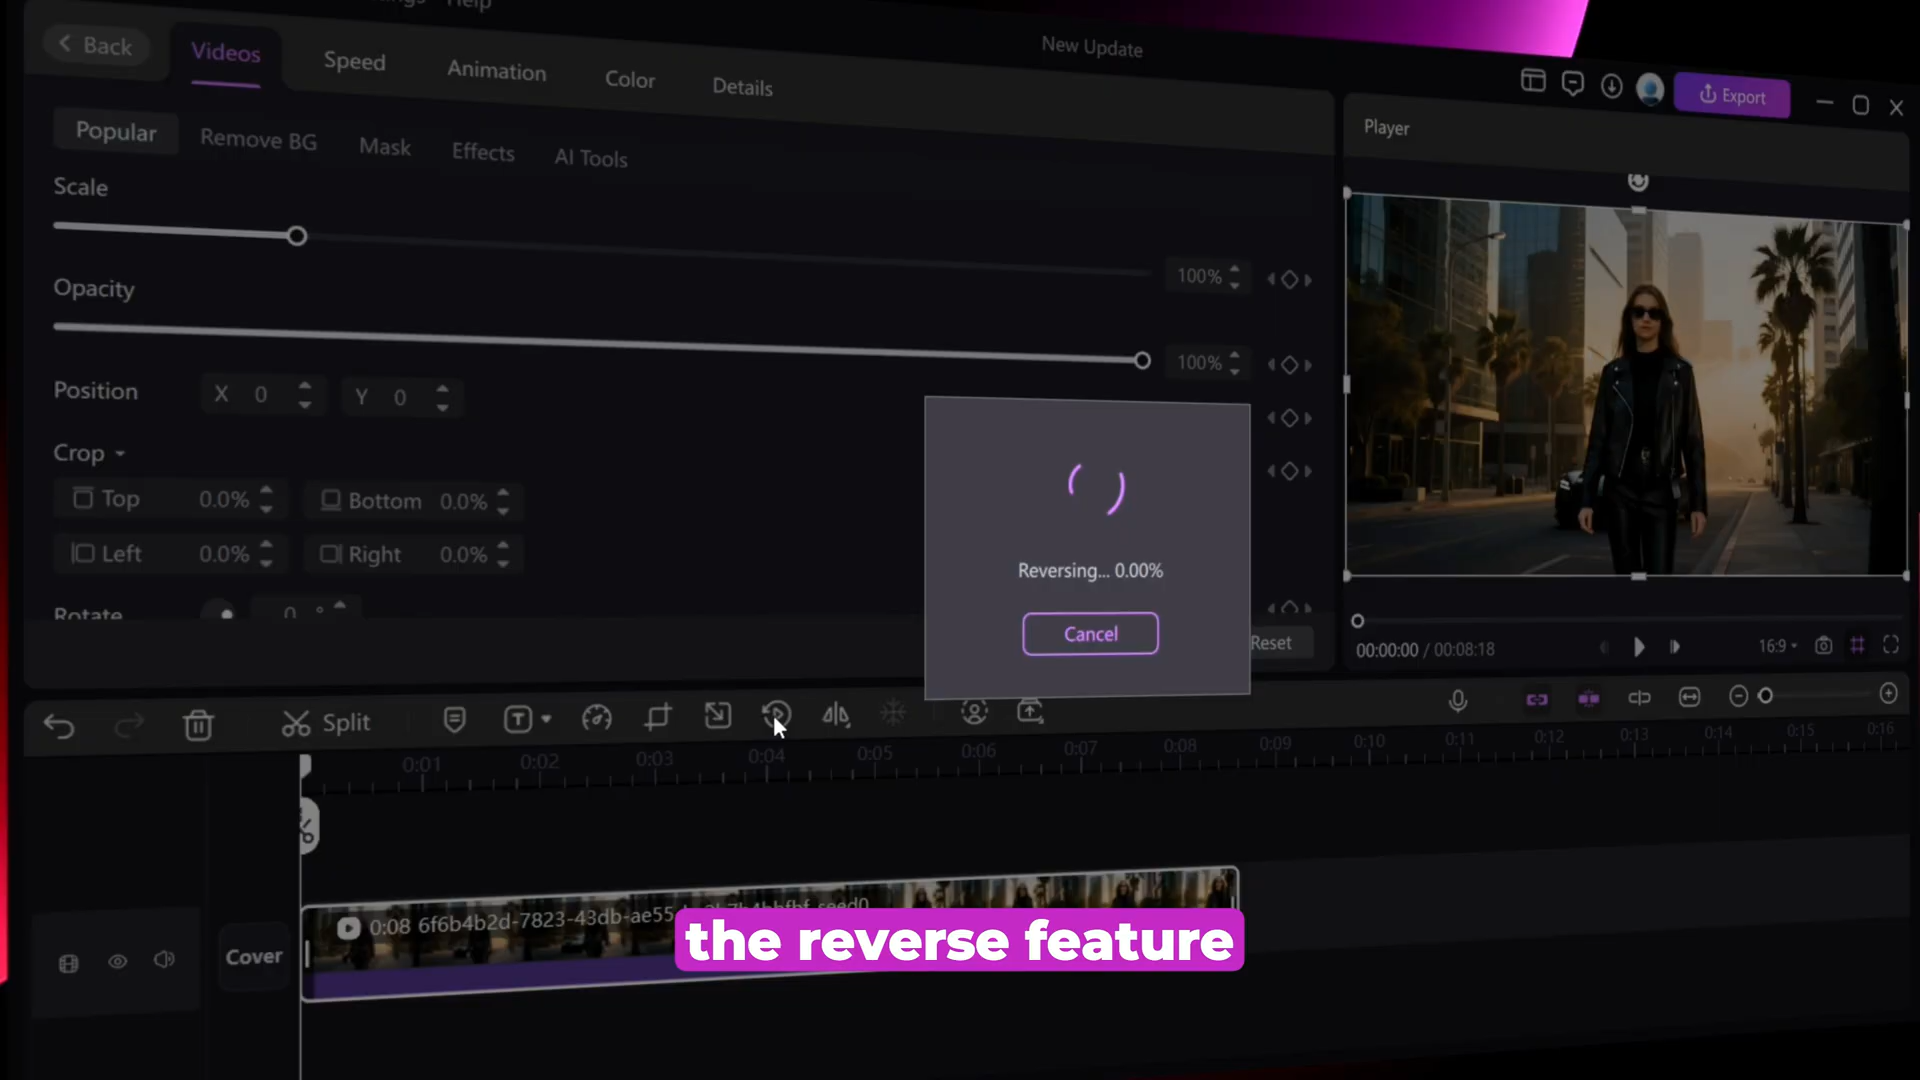 Help
New Update
Back
Videos
Speed
Animation
Color
Details
Export
Popular
Remove BG
Mask
Effects
AI Tools
Player
Scale
100%
Opacity
100%
Position
X 0
Y 0
Crop
Top 0.0%
Bottom 0.0%
Left 0.0%
Right 0.0%
Rotate
0 °
Reversing... 0.00%
Cancel
Reset
00:00:00 / 00:08:18
16:9
Split
0:01 0:02 0:03 0:04 0:05 0:06 0:07 0:08 0:09 0:10 0:11 0:12 0:13 0:14 0:15 0:16
0:08 6f6b4b2d-7823-43db-ae55
Cover
the reverse feature